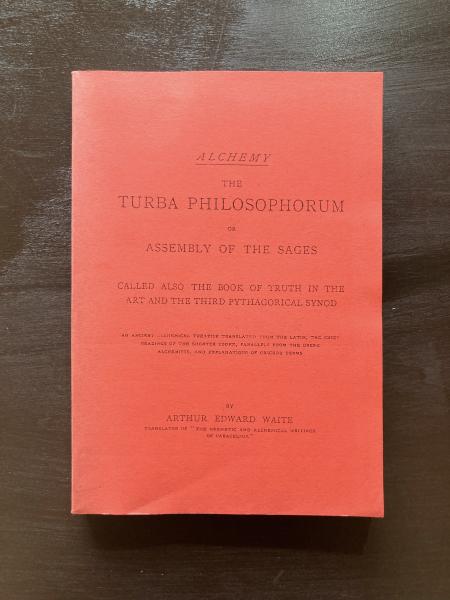 ALCHEMY
THE
TURBA PHILOSOPHORUM
OR
ASSEMBLY OF THE SAGES
CALLED ALSO THE BOOK OF TRUTH IN THE
ART AND THE THIRD PYTHAGORICAL SYNOD
AN ANCIENT ALCHEMICAL TREATISE TRANSLATED FROM THE LATIN, THE CHIEF
READINGS OF THE SHORTER CODEX, PARALLELS FROM THE GREEK
ALCHEMISTS, AND EXPLANATIONS OF OBSCURE TERMS
BY
ARTHUR EDWARD WAITE
TRANSLATOR OF "THE HERMETIC AND ALCHEMICAL WRITINGS
OF PARACELSUS."